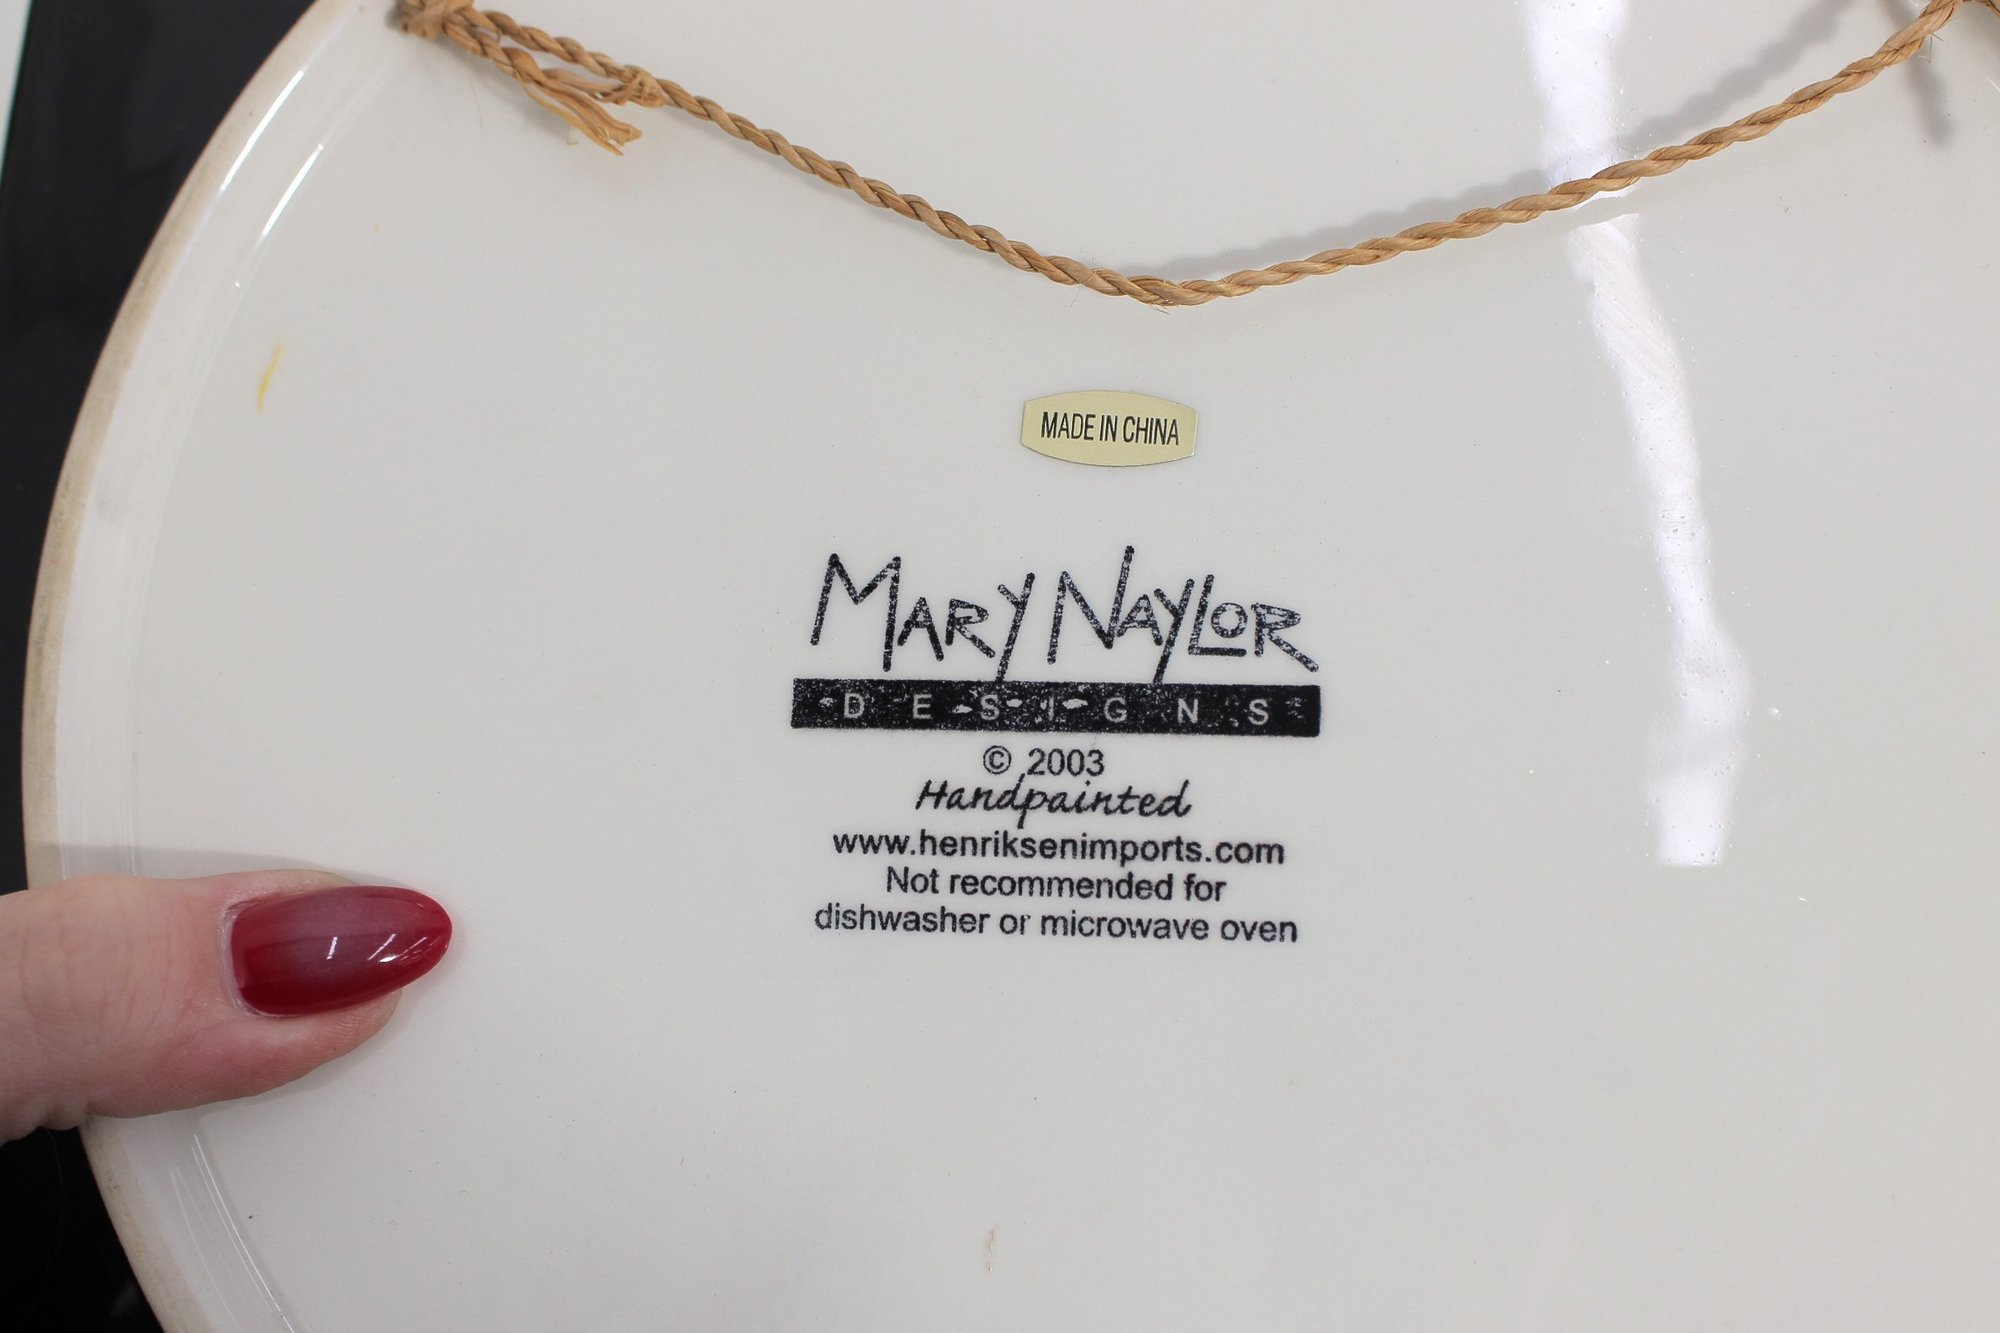 MADE IN CHINA
MARY NAYLOR
DESIGNS
© 2003
Handpainted
www.henriksenimports.com
Not recommended for
dishwasher or microwave oven